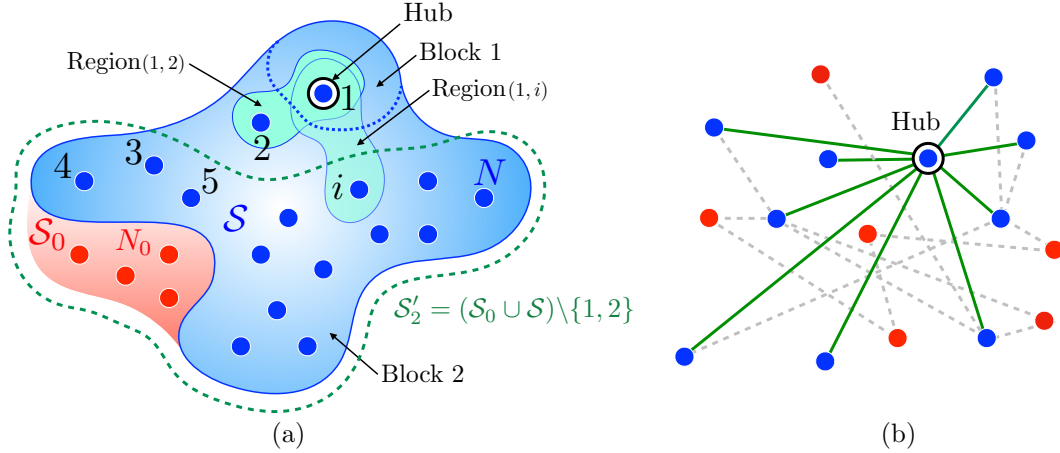 Hub
Block 1
Region(1, 2)
Region(1, i)
1
2
3
4
5
i
N
S
S₀
N₀
S′₂ = (S₀ ∪ S)\{1, 2}
Block 2
(a)
Hub
(b)